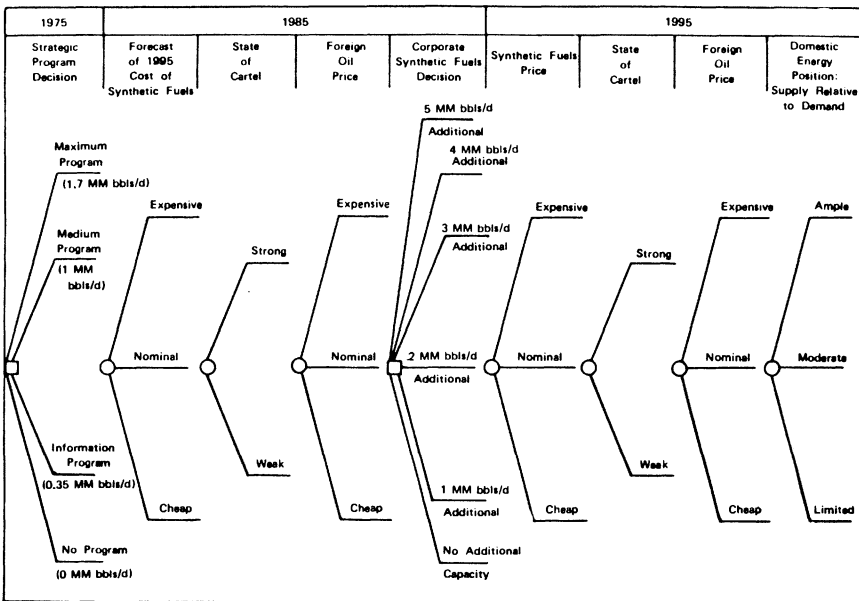 1975
1985
1995
Strategic
Program
Decision
Forecast
of 1995
Cost of
Synthetic Fuels
State
of
Cartel
Foreign
Oil
Price
Corporate
Synthetic Fuels
Decision
Synthetic Fuels
Price
State
of
Cartel
Foreign
Oil
Price
Domestic
Energy
Position:
Supply Relative
to Demand
Maximum
Program
(1.7 MM bbls/d)
Medium
Program
(1 MM
bbls/d)
Information
Program
(0.35 MM bbls/d)
No Program
(0 MM bbls/d)
Expensive
Nominal
Cheap
Strong
Weak
Expensive
Nominal
Cheap
5 MM bbls/d
Additional
4 MM bbls/d
Additional
3 MM bbls/d
Additional
2 MM bbls/d
Additional
1 MM bbls/d
Additional
No Additional
Capacity
Expensive
Nominal
Cheap
Strong
Weak
Expensive
Nominal
Cheap
Ample
Moderate
Limited